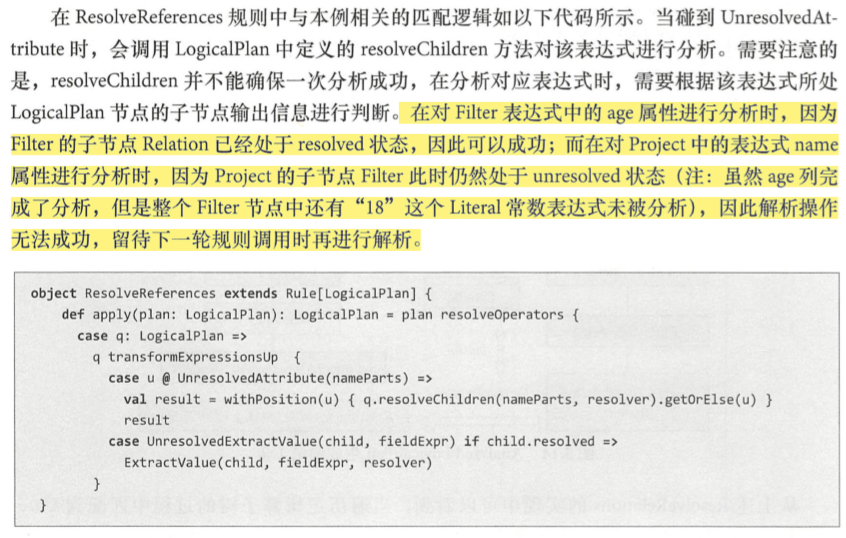 在 ResolveReferences 规则中与本例相关的匹配逻辑如以下代码所示。当碰到 UnresolvedAt-
tribute 时，会调用 LogicalPlan 中定义的 resolveChildren 方法对该表达式进行分析。需要注意的
是，resolveChildren 并不能确保一次分析成功，在分析对应表达式时，需要根据该表达式所处
LogicalPlan 节点的子节点输出信息进行判断。在对 Filter 表达式中的 age 属性进行分析时，因为
Filter 的子节点 Relation 已经处于 resolved 状态，因此可以成功；而在对 Project 中的表达式 name
属性进行分析时，因为 Project 的子节点 Filter 此时仍然处于 unresolved 状态（注：虽然 age 列完
成了分析，但是整个 Filter 节点中还有“18”这个 Literal 常数表达式未被分析），因此解析操作
无法成功，留待下一轮规则调用时再进行解析。
object ResolveReferences extends Rule[LogicalPlan] {
def apply(plan: LogicalPlan): LogicalPlan = plan resolveOperators {
case q: LogicalPlan =>
q transformExpressionsUp {
case u @ UnresolvedAttribute(nameParts) =>
val result = withPosition(u) { q.resolveChildren(nameParts, resolver).getOrElse(u) }
result
case UnresolvedExtractValue(child, fieldExpr) if child.resolved =>
ExtractValue(child, fieldExpr, resolver)
}
}